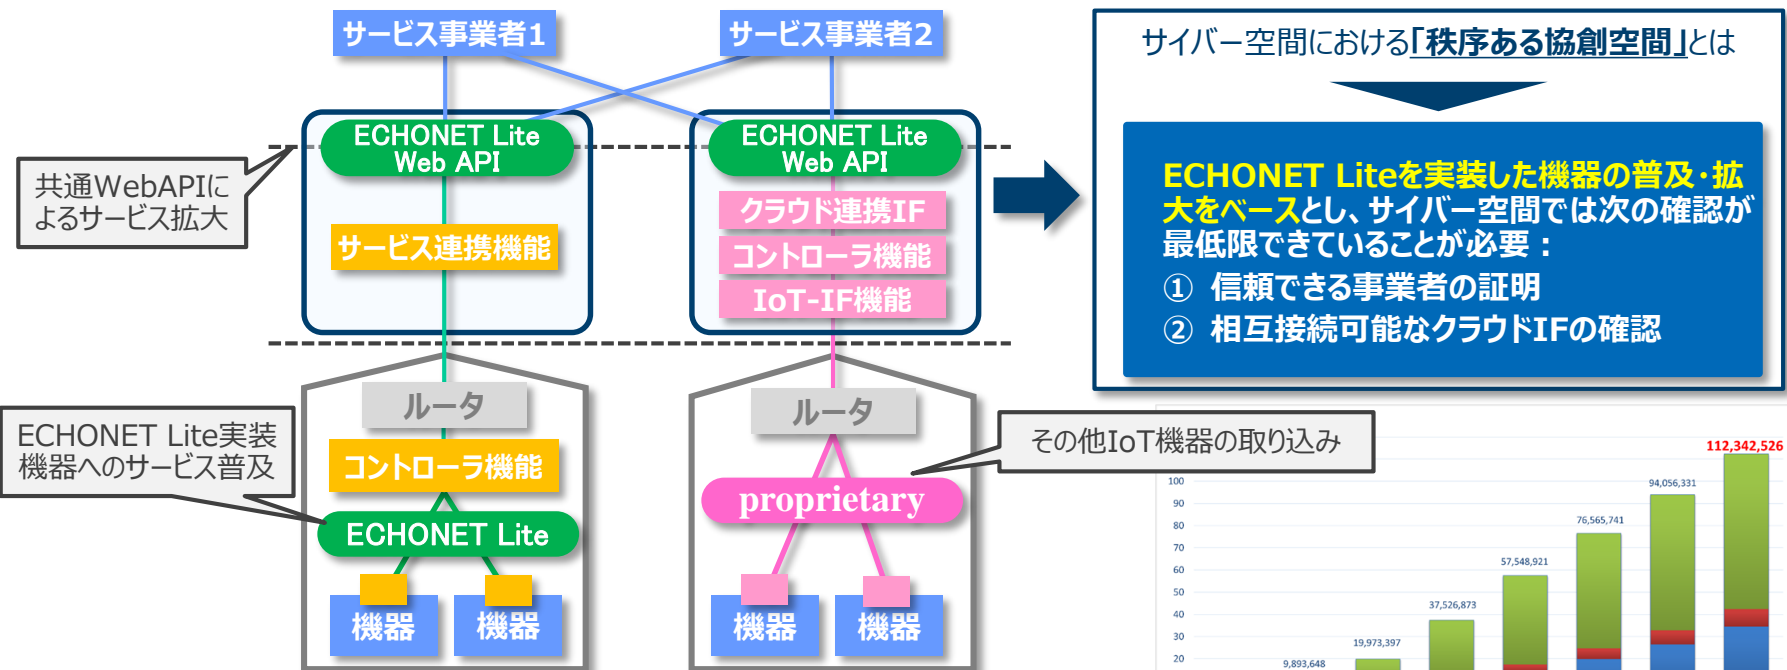 サービス事業者1
サービス事業者2
ECHONET Lite
Web API
ECHONET Lite
Web API
共通WebAPIに
よるサービス拡大
サービス連携機能
クラウド連携IF
コントローラ機能
IoT-IF機能
サイバー空間における「秩序ある協創空間」とは
ECHONET Liteを実装した機器の普及・拡
大をベースとし、サイバー空間では次の確認が
最低限できていることが必要：
① 信頼できる事業者の証明
② 相互接続可能なクラウドIFの確認
ルータ
コントローラ機能
ECHONET Lite実装
機器へのサービス普及
ECHONET Lite
機器
機器
ルータ
その他IoT機器の取り込み
proprietary
機器
機器
112,342,526
100
94,056,331
90
80
76,565,741
70
60
57,548,921
50
40
37,526,873
30
19,973,397
20
9,893,648